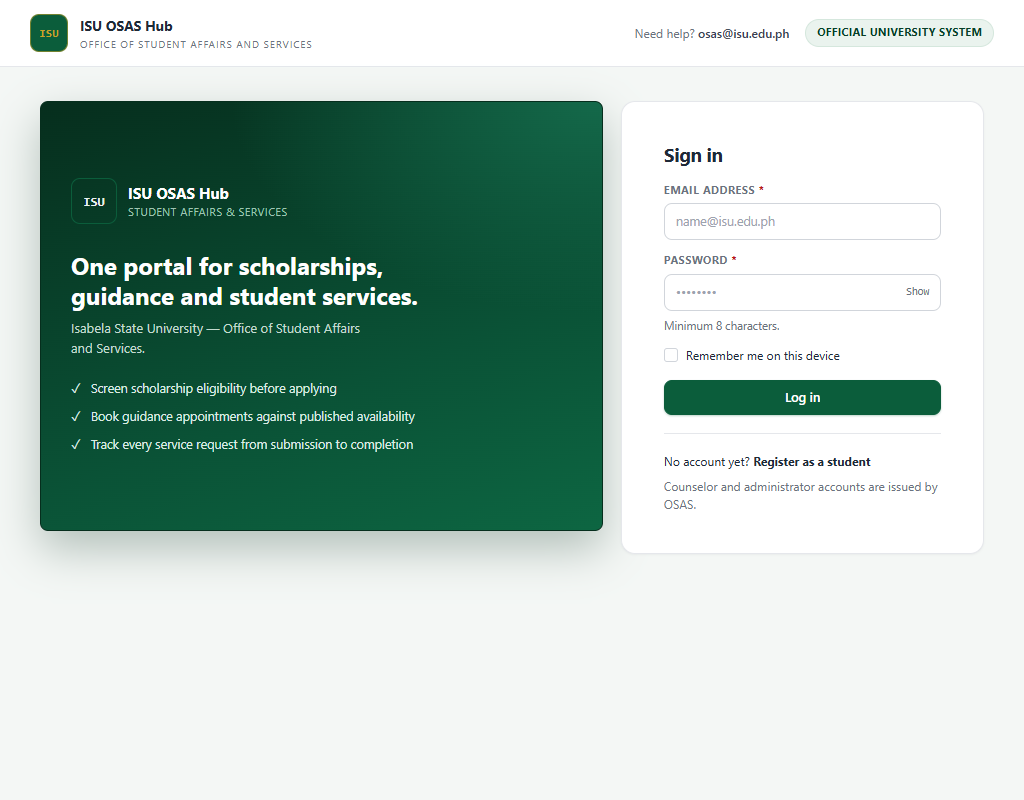 ISU
ISU OSAS Hub
OFFICE OF STUDENT AFFAIRS AND SERVICES
Need help? osas@isu.edu.ph
OFFICIAL UNIVERSITY SYSTEM
ISU
ISU OSAS Hub
STUDENT AFFAIRS & SERVICES
One portal for scholarships,
guidance and student services.
Isabela State University — Office of Student Affairs
and Services.
✓ Screen scholarship eligibility before applying
✓ Book guidance appointments against published availability
✓ Track every service request from submission to completion
Sign in
EMAIL ADDRESS *
name@isu.edu.ph
PASSWORD *
•••••••• Show
Minimum 8 characters.
Remember me on this device
Log in
No account yet? Register as a student
Counselor and administrator accounts are issued by
OSAS.